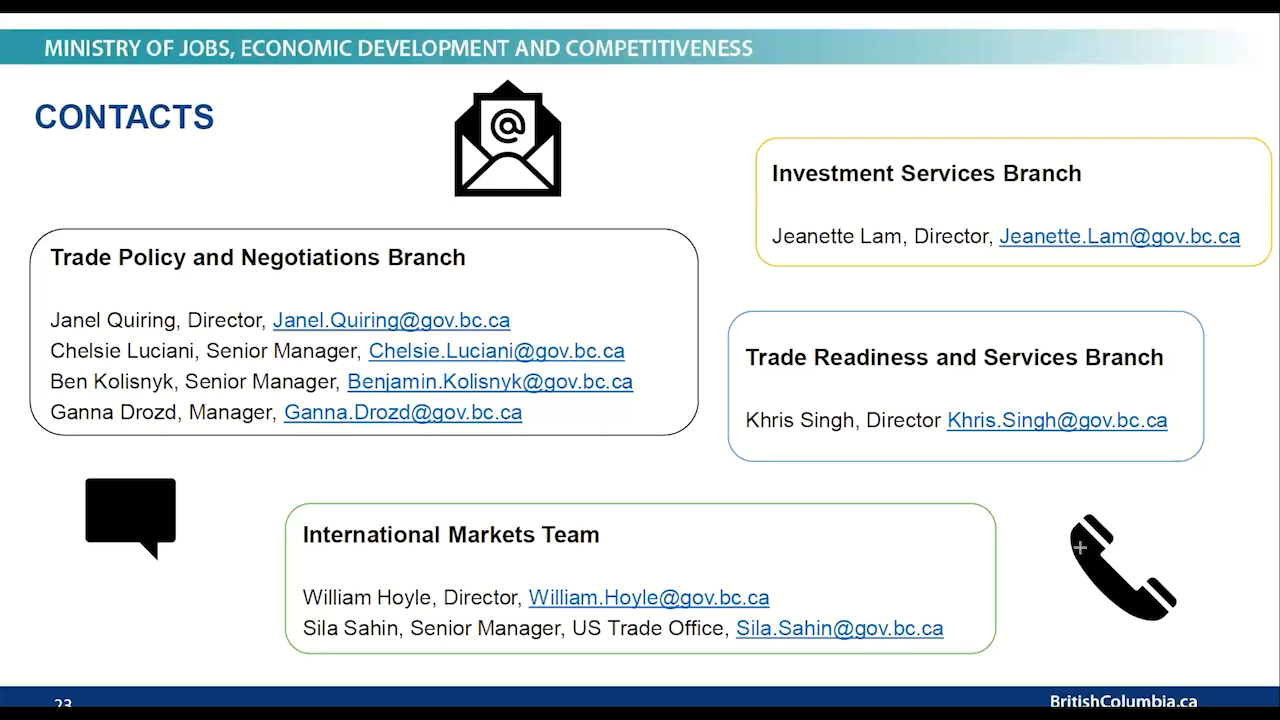 MINISTRY OF JOBS, ECONOMIC DEVELOPMENT AND COMPETITIVENESS
CONTACTS
@
Investment Services Branch
Jeanette Lam, Director, Jeanette.Lam@gov.bc.ca
Trade Policy and Negotiations Branch
Janel Quiring, Director, Janel.Quiring@gov.bc.ca
Chelsie Luciani, Senior Manager, Chelsie.Luciani@gov.bc.ca
Ben Kolisnyk, Senior Manager, Benjamin.Kolisnyk@gov.bc.ca
Ganna Drozd, Manager, Ganna.Drozd@gov.bc.ca
Trade Readiness and Services Branch
Khris Singh, Director Khris.Singh@gov.bc.ca
International Markets Team
William Hoyle, Director, William.Hoyle@gov.bc.ca
Sila Sahin, Senior Manager, US Trade Office, Sila.Sahin@gov.bc.ca
23
BritishColumbia.ca